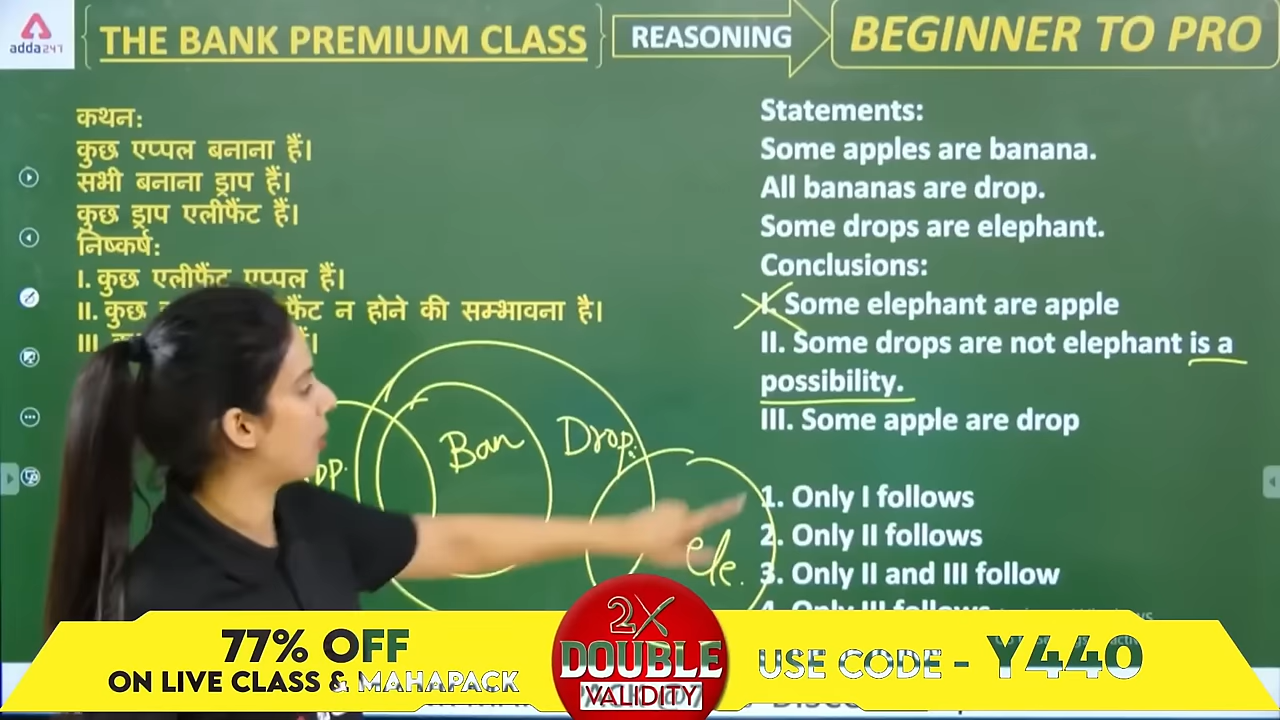 adda247
THE BANK PREMIUM CLASS
REASONING
BEGINNER TO PRO
कथन:
कुछ एप्पल बनाना हैं।
सभी बनाना ड्राप हैं।
कुछ ड्राप एलीफैंट हैं।
निष्कर्ष:
I. कुछ एलीफैंट एप्पल हैं।
II. कुछ फैंट न होने की सम्भावना है।
III
Statements:
Some apples are banana.
All bananas are drop.
Some drops are elephant.
Conclusions:
I. Some elephant are apple
II. Some drops are not elephant is a
possibility.
III. Some apple are drop
1. Only I follows
2. Only II follows
3. Only II and III follow
4. Only III follows
Ban
Drop.
ele.
77% OFF
ON LIVE CLASS & MAHAPACK
2X
DOUBLE
VALIDITY
USE CODE - Y440